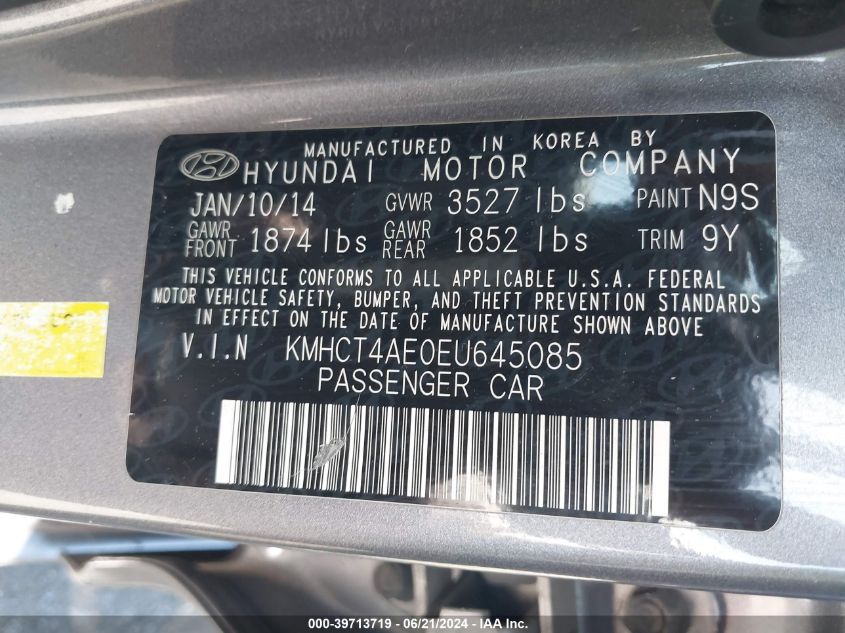 MANUFACTURED IN KOREA BY
HYUNDAI MOTOR COMPANY
JAN/10/14 GVWR 3527 lbs PAINT N9S
GAWR FRONT 1874 lbs GAWR REAR 1852 lbs TRIM 9Y
THIS VEHICLE CONFORMS TO ALL APPLICABLE U.S.A. FEDERAL
MOTOR VEHICLE SAFETY, BUMPER, AND THEFT PREVENTION STANDARDS
IN EFFECT ON THE DATE OF MANUFACTURE SHOWN ABOVE
V.I.N KMHCT4AE0EU645085
PASSENGER CAR
000-39713719 - 06/21/2024 - IAA Inc.